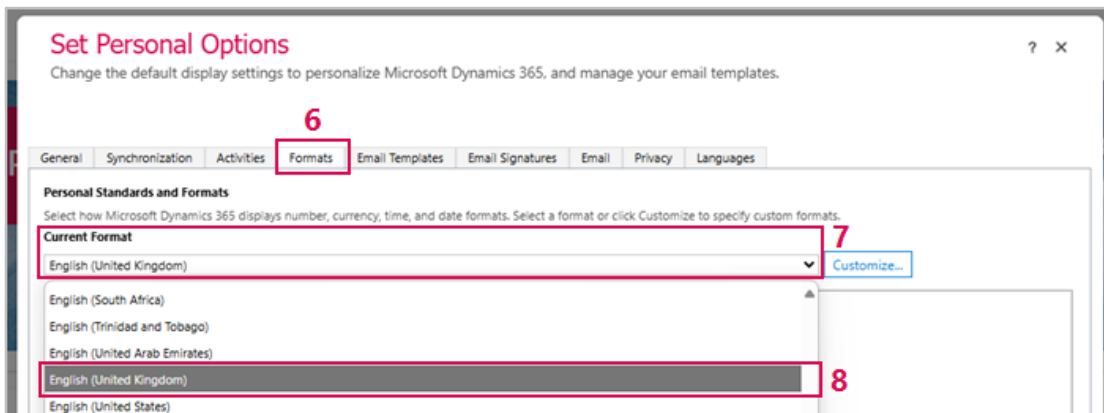 Set Personal Options
? ×
Change the default display settings to personalize Microsoft Dynamics 365, and manage your email templates.
6
General Synchronization Activities Formats Email Templates Email Signatures Email Privacy Languages
Personal Standards and Formats
Select how Microsoft Dynamics 365 displays number, currency, time, and date formats. Select a format or click Customize to specify custom formats.
Current Format
7
English (United Kingdom)
Customize...
English (South Africa)
English (Trinidad and Tobago)
English (United Arab Emirates)
English (United Kingdom)
8
English (United States)